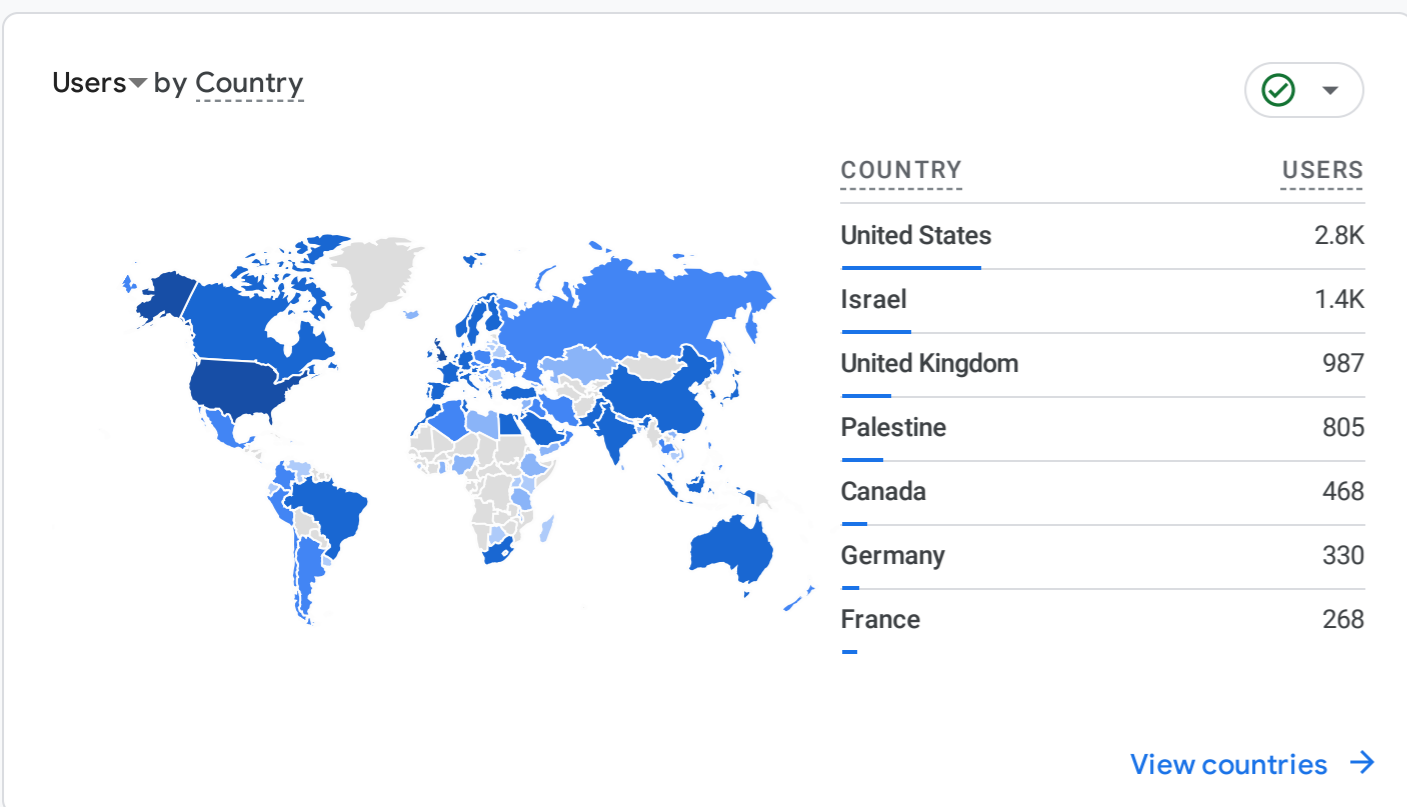 Users by Country
COUNTRY USERS
United States 2.8K
Israel 1.4K
United Kingdom 987
Palestine 805
Canada 468
Germany 330
France 268
View countries